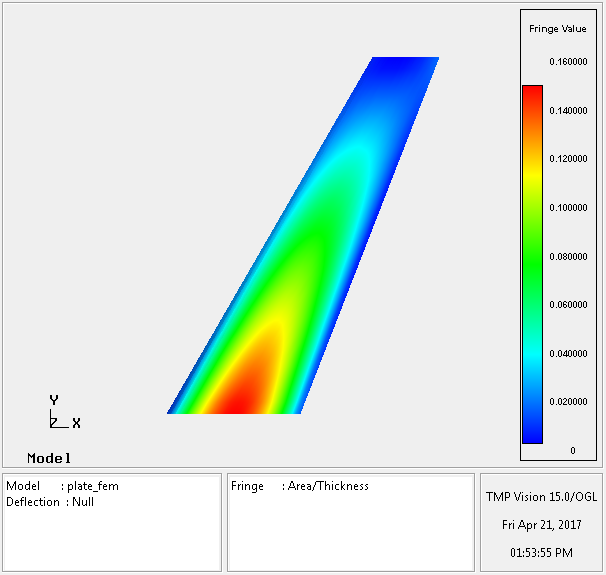 Fringe Value
0.160000
0.140000
0.120000
0.100000
0.080000
0.060000
0.040000
0.020000
0
Y
Z X
Model
Model : plate_fem
Deflection : Null
Fringe : Area/Thickness
TMP Vision 15.0/OGL
Fri Apr 21, 2017
01:53:55 PM